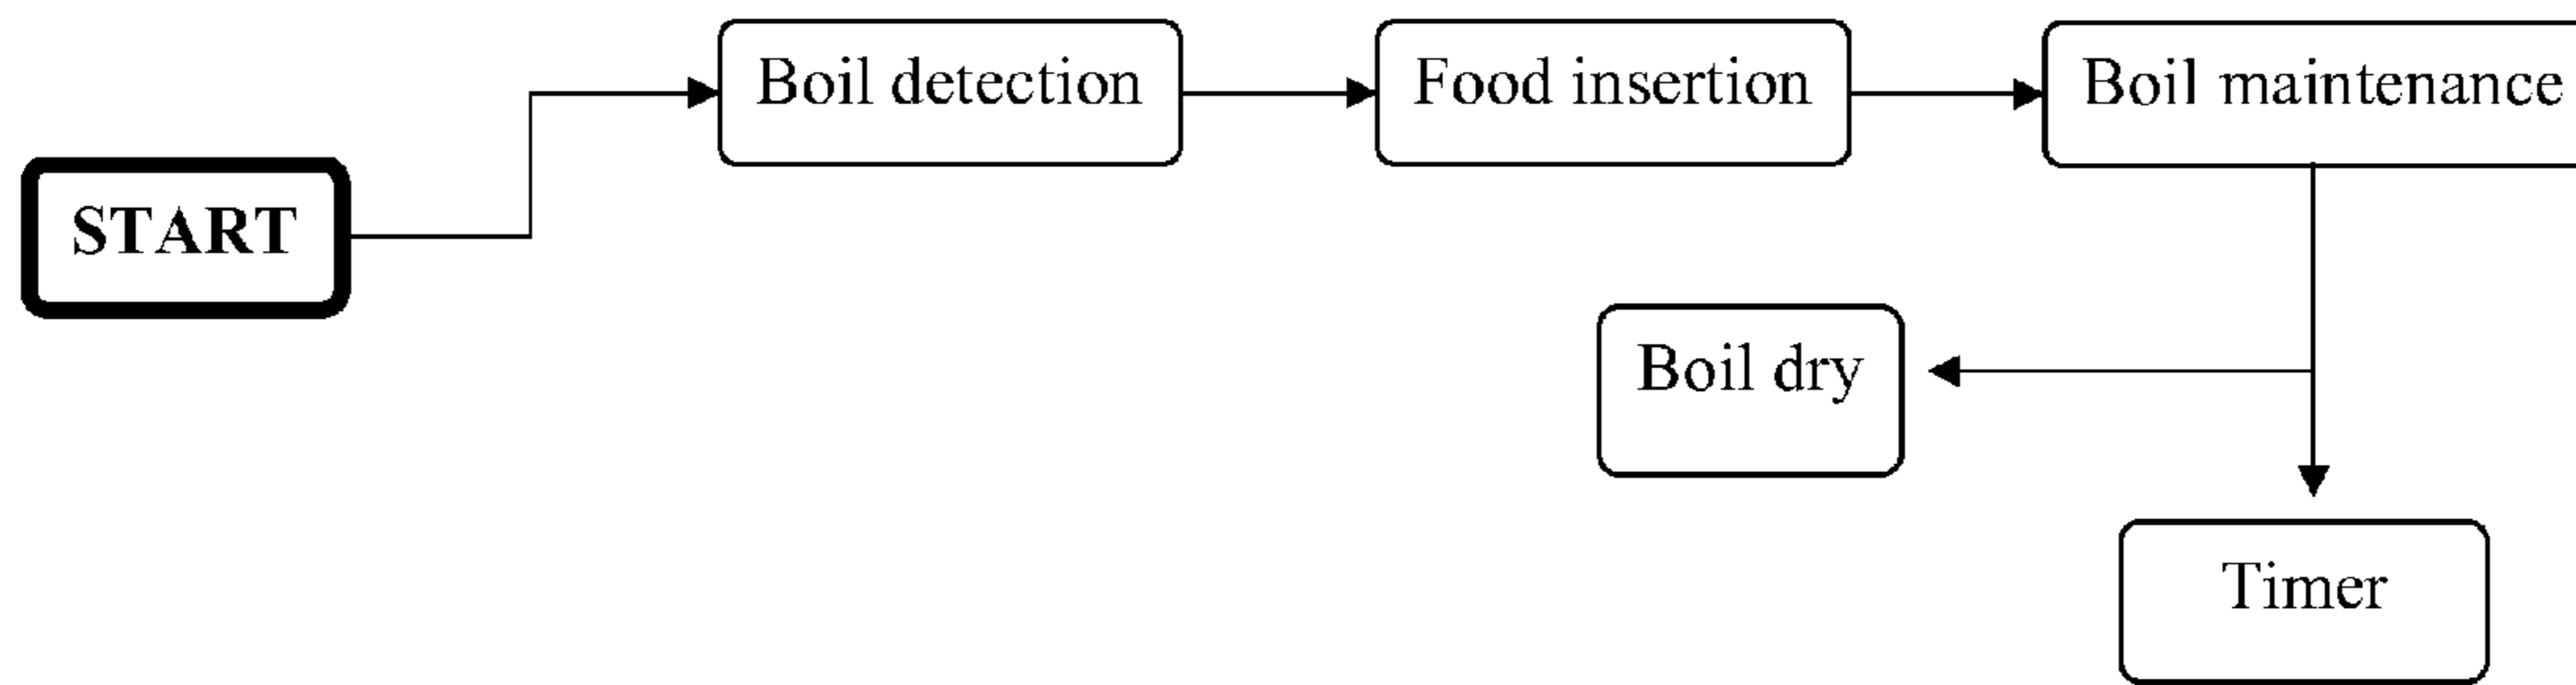 START
Boil detection
Food insertion
Boil maintenance
Boil dry
Timer